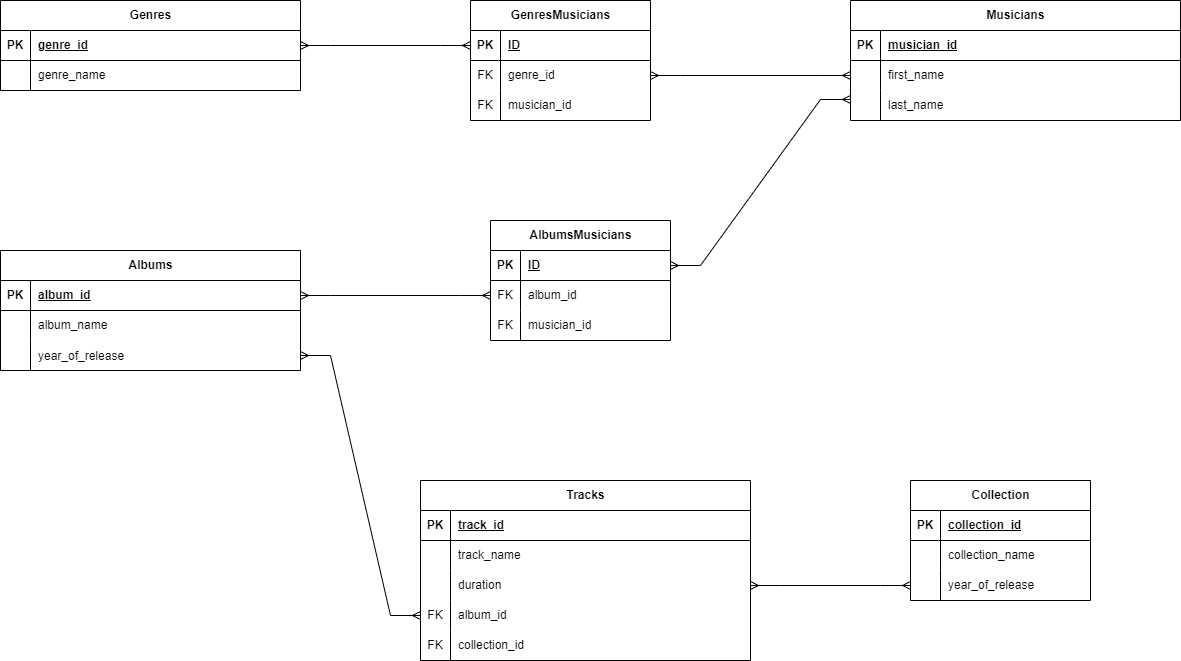 Genres
PK genre_id
genre_name
GenresMusicians
PK ID
FK genre_id
FK musician_id
Musicians
PK musician_id
first_name
last_name
Albums
PK album_id
album_name
year_of_release
AlbumsMusicians
PK ID
FK album_id
FK musician_id
Tracks
PK track_id
track_name
duration
FK album_id
FK collection_id
Collection
PK collection_id
collection_name
year_of_release